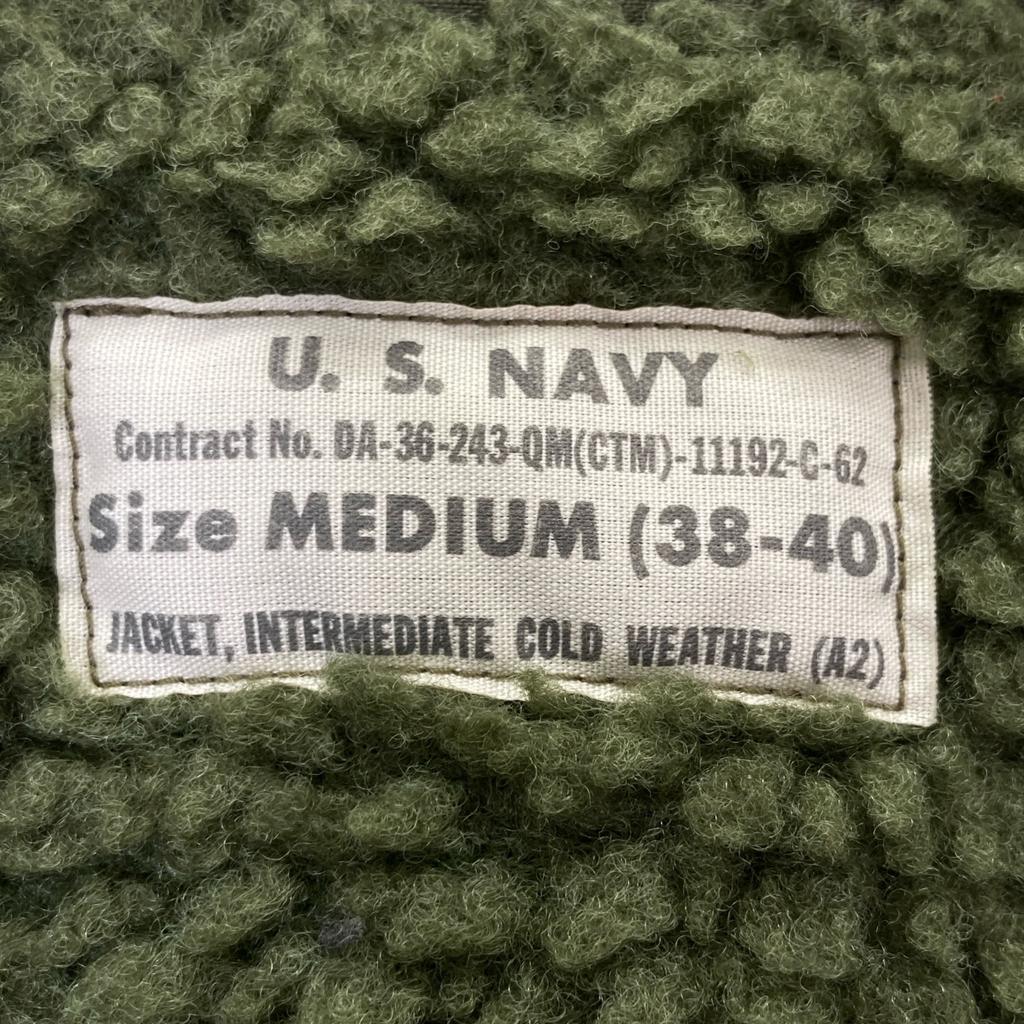 U. S. NAVY
Contract No. DA-36-243-QM(CTM)-11192-C-62
Size MEDIUM (38-40)
JACKET, INTERMEDIATE COLD WEATHER (A2)